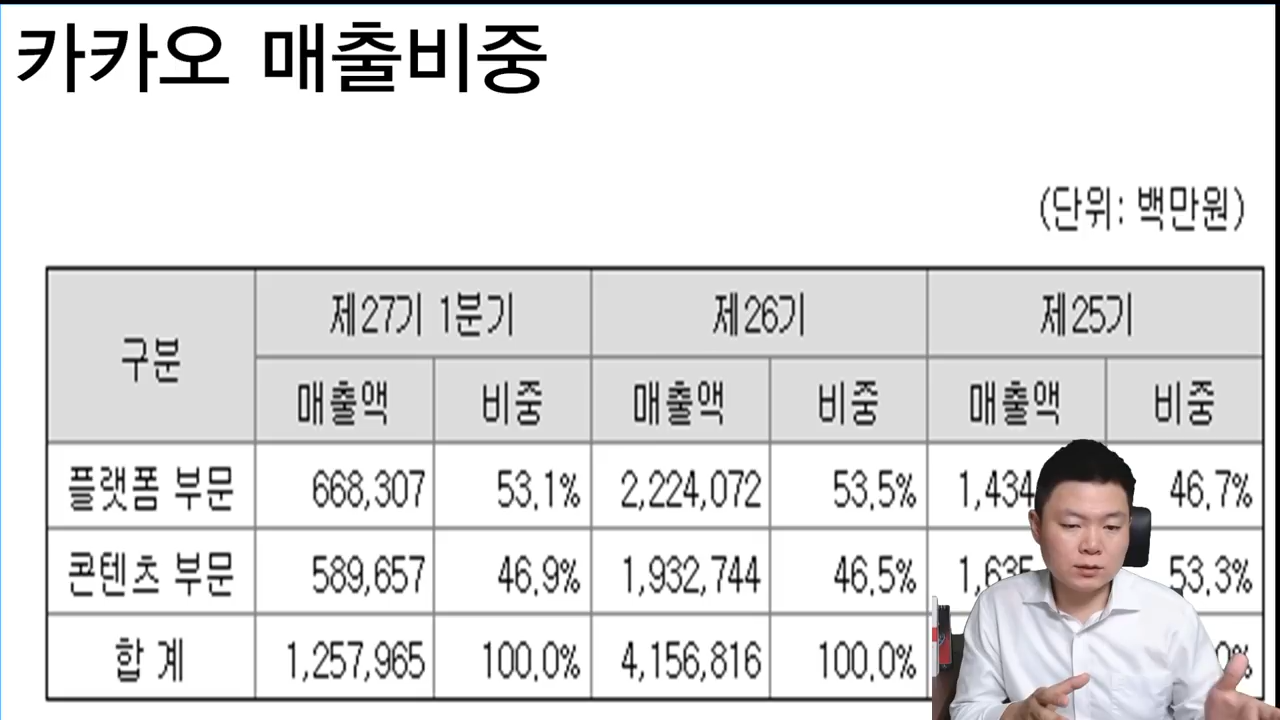 카카오 매출비중
(단위: 백만원)
구분 제27기 1분기 제26기 제25기
매출액 비중 매출액 비중 매출액 비중
플랫폼 부문 668,307 53.1% 2,224,072 53.5% 46.7%
콘텐츠 부문 589,657 46.9% 1,932,744 46.5% 53.3%
합 계 1,257,965 100.0% 4,156,816 100.0%